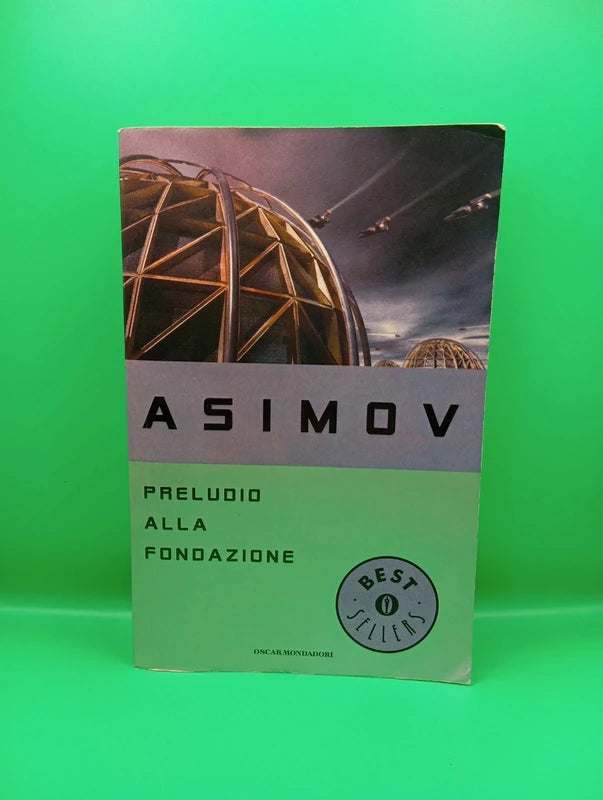 ASIMOV
PRELUDIO
ALLA
FONDAZIONE
BEST
SELLERS
OSCAR MONDADORI